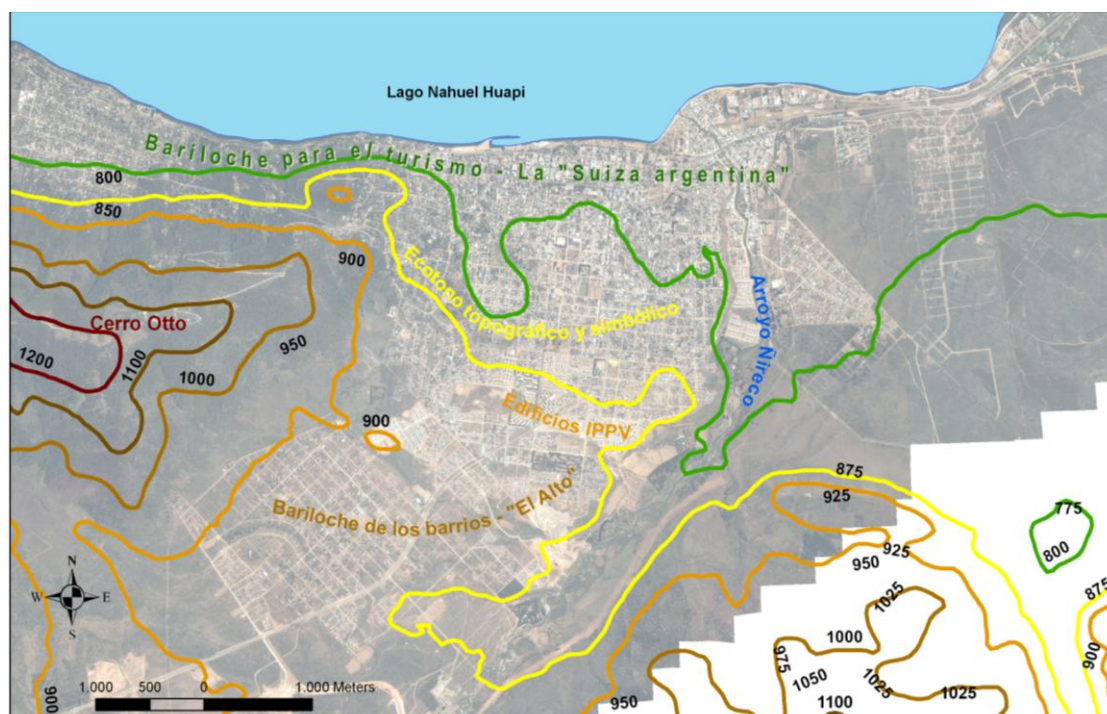 Lago Nahuel Huapi
Bariloche para el turismo - La "Suiza argentina"
800
850
900
Ecotoso topográfico y simbólico
Arroyo Ñireco
Cerro Otto
950
1200
1100
1000
900
Edificios IPPV
Bariloche de los barrios - "El Alto"
875
925
775
800
925
950
N
W E
S
1025
1000
975
1050
1025
1025
1100
950
875
900
900
1.000 500 0 1.000 Meters